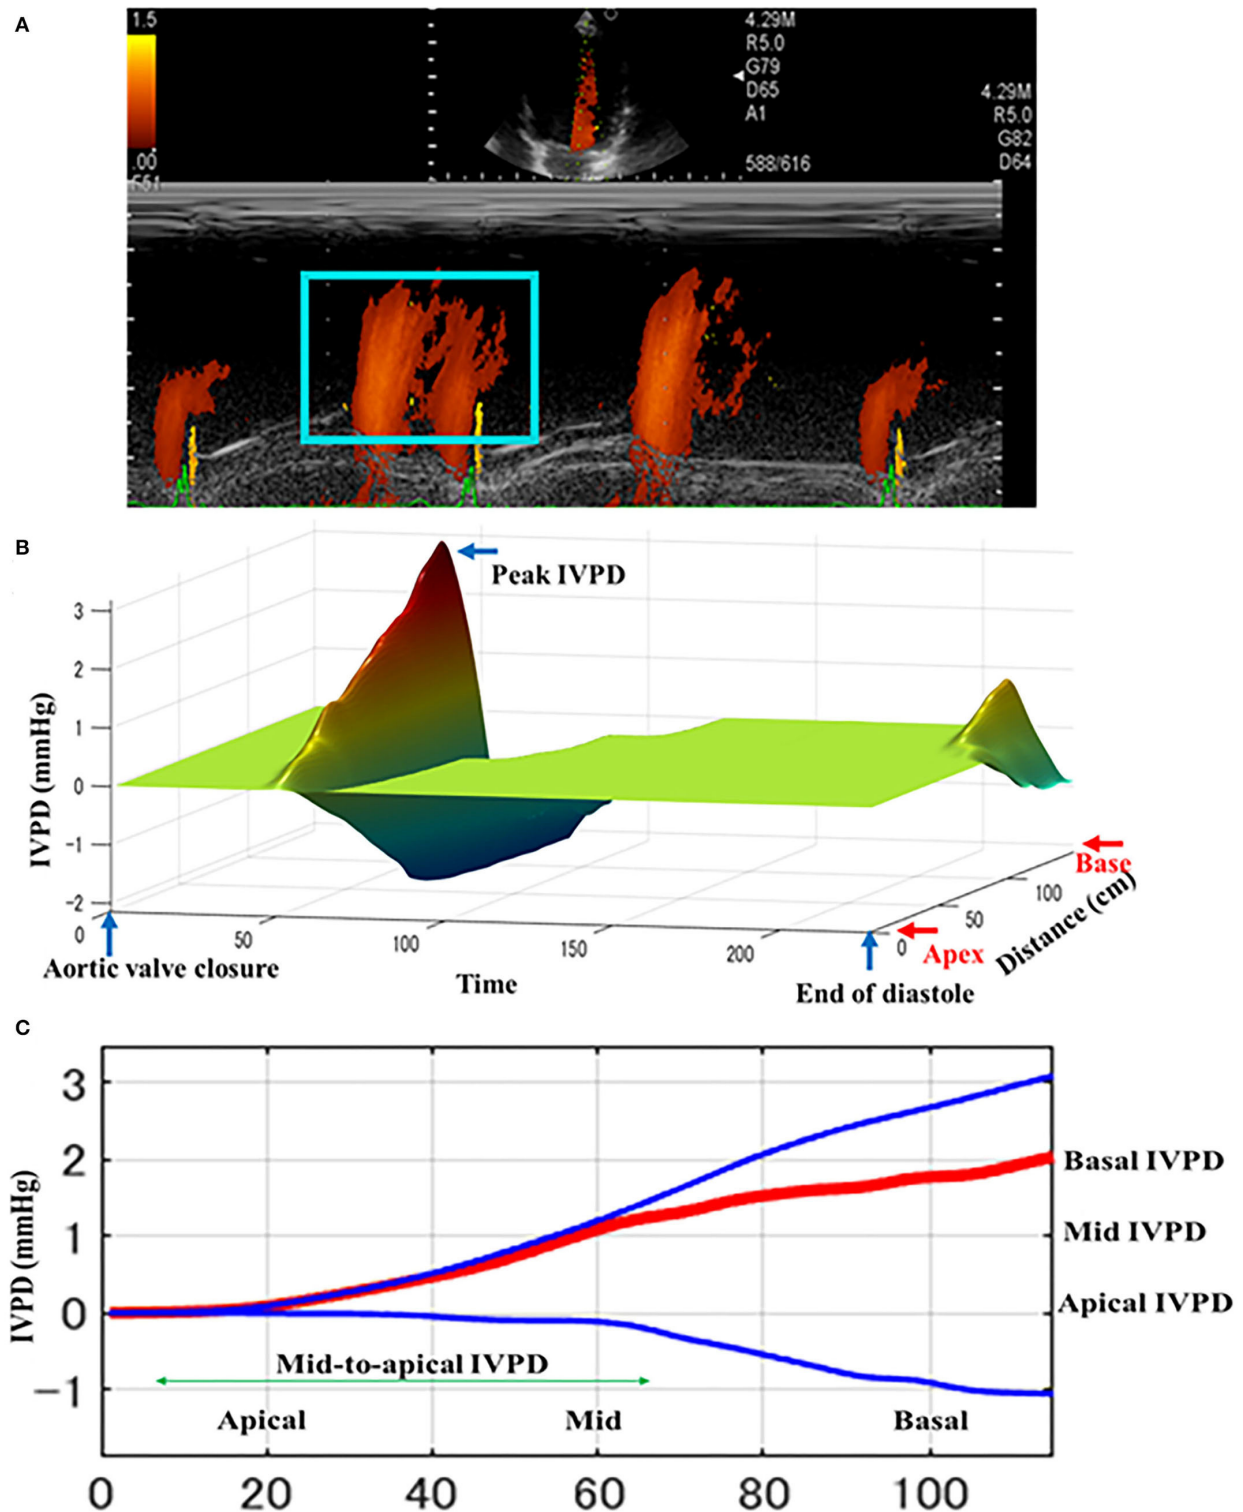 A
1.5
.00
4.29M
R5.0
G79
D65
A1
588/616
4.29M
R5.0
G82
D64
B
Peak IVPD
3
2
1
0
-1
-2
IVPD (mmHg)
0
50
100
150
200
0
50
100
Base
Apex
Distance (cm)
Aortic valve closure
Time
End of diastole
C
3
2
1
0
-1
IVPD (mmHg)
Basal IVPD
Mid IVPD
Apical IVPD
Mid-to-apical IVPD
Apical
Mid
Basal
0
20
40
60
80
100